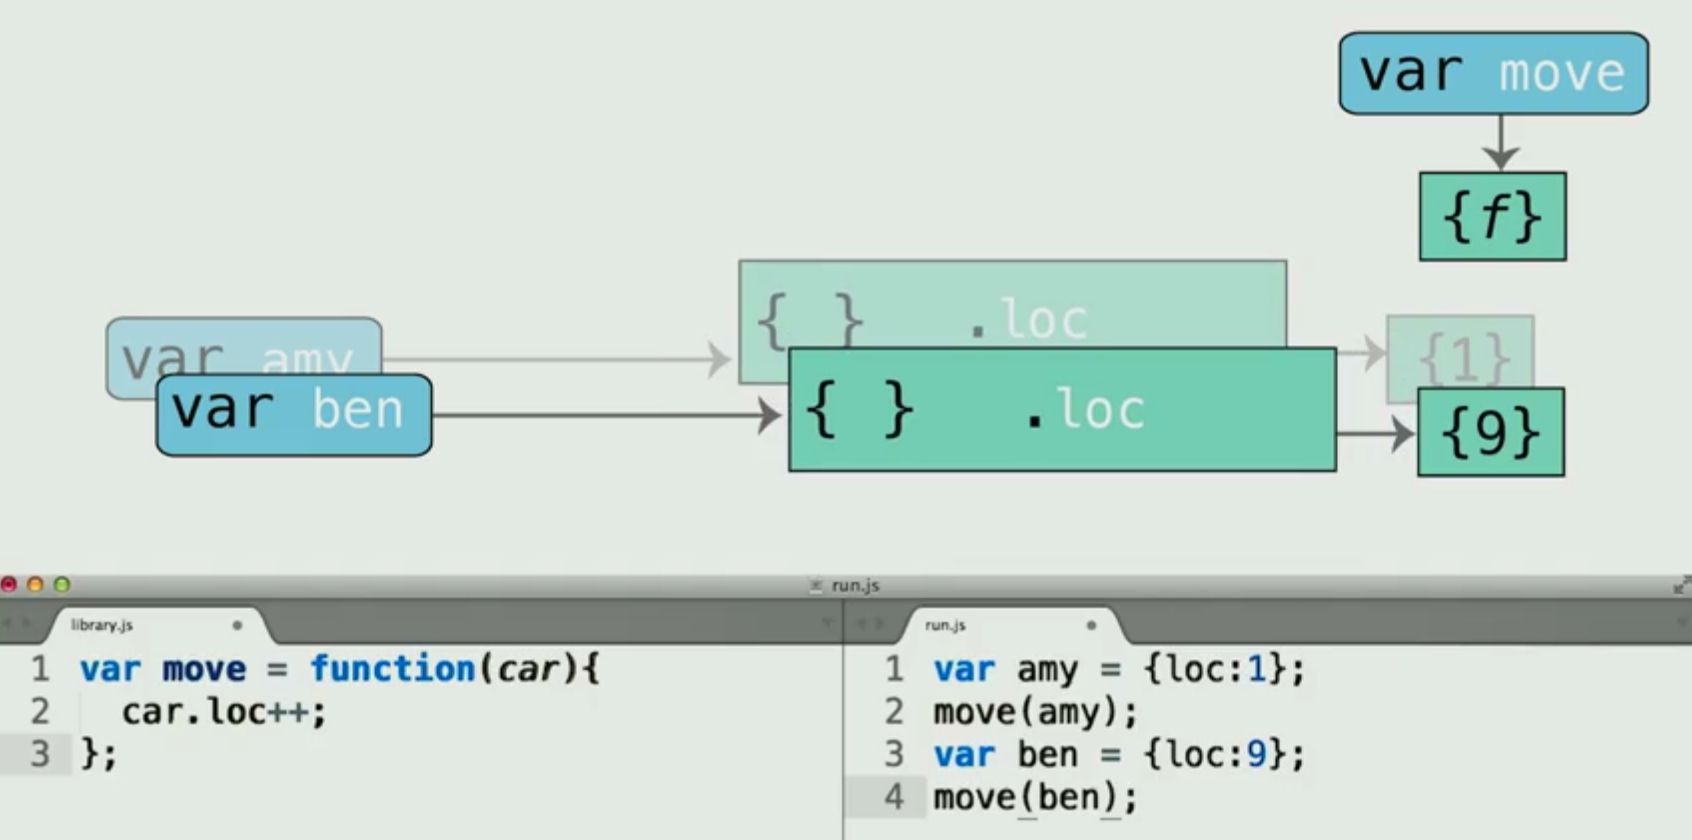 var move
{f}
{ } .loc
var amy
{1}
var ben
{ } .loc
{9}
run.js
library.js
1 var move = function(car){
2 car.loc++;
3 };
run.js
1 var amy = {loc:1};
2 move(amy);
3 var ben = {loc:9};
4 move(ben);